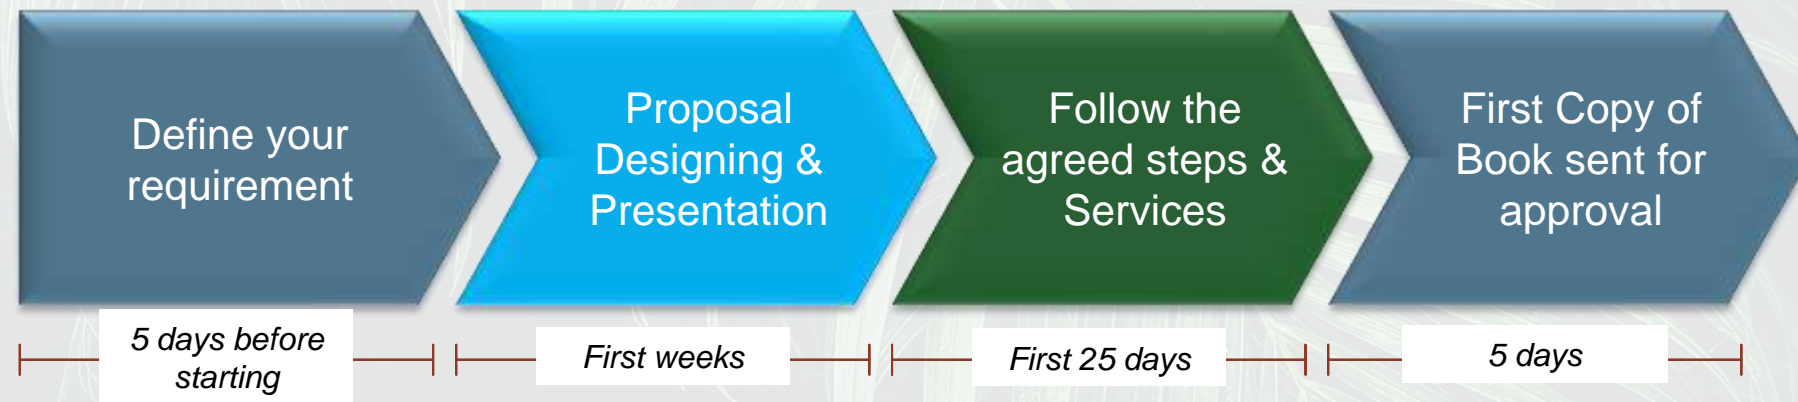 Define your
requirement
Proposal
Designing &
Presentation
Follow the
agreed steps &
Services
First Copy of
Book sent for
approval
5 days before
starting
First weeks
First 25 days
5 days